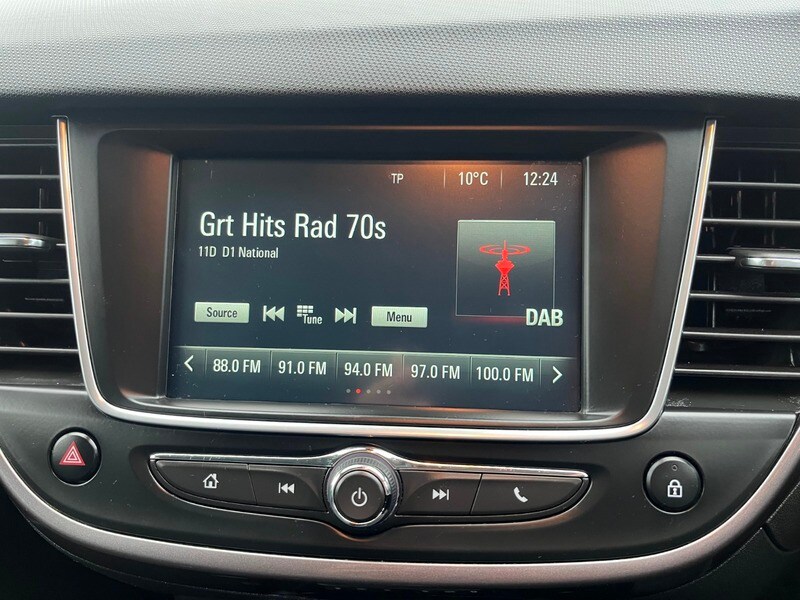 TP 10°C 12:24
Grt Hits Rad 70s
11D D1 National
Source Tune Menu
DAB
88.0 FM 91.0 FM 94.0 FM 97.0 FM 100.0 FM